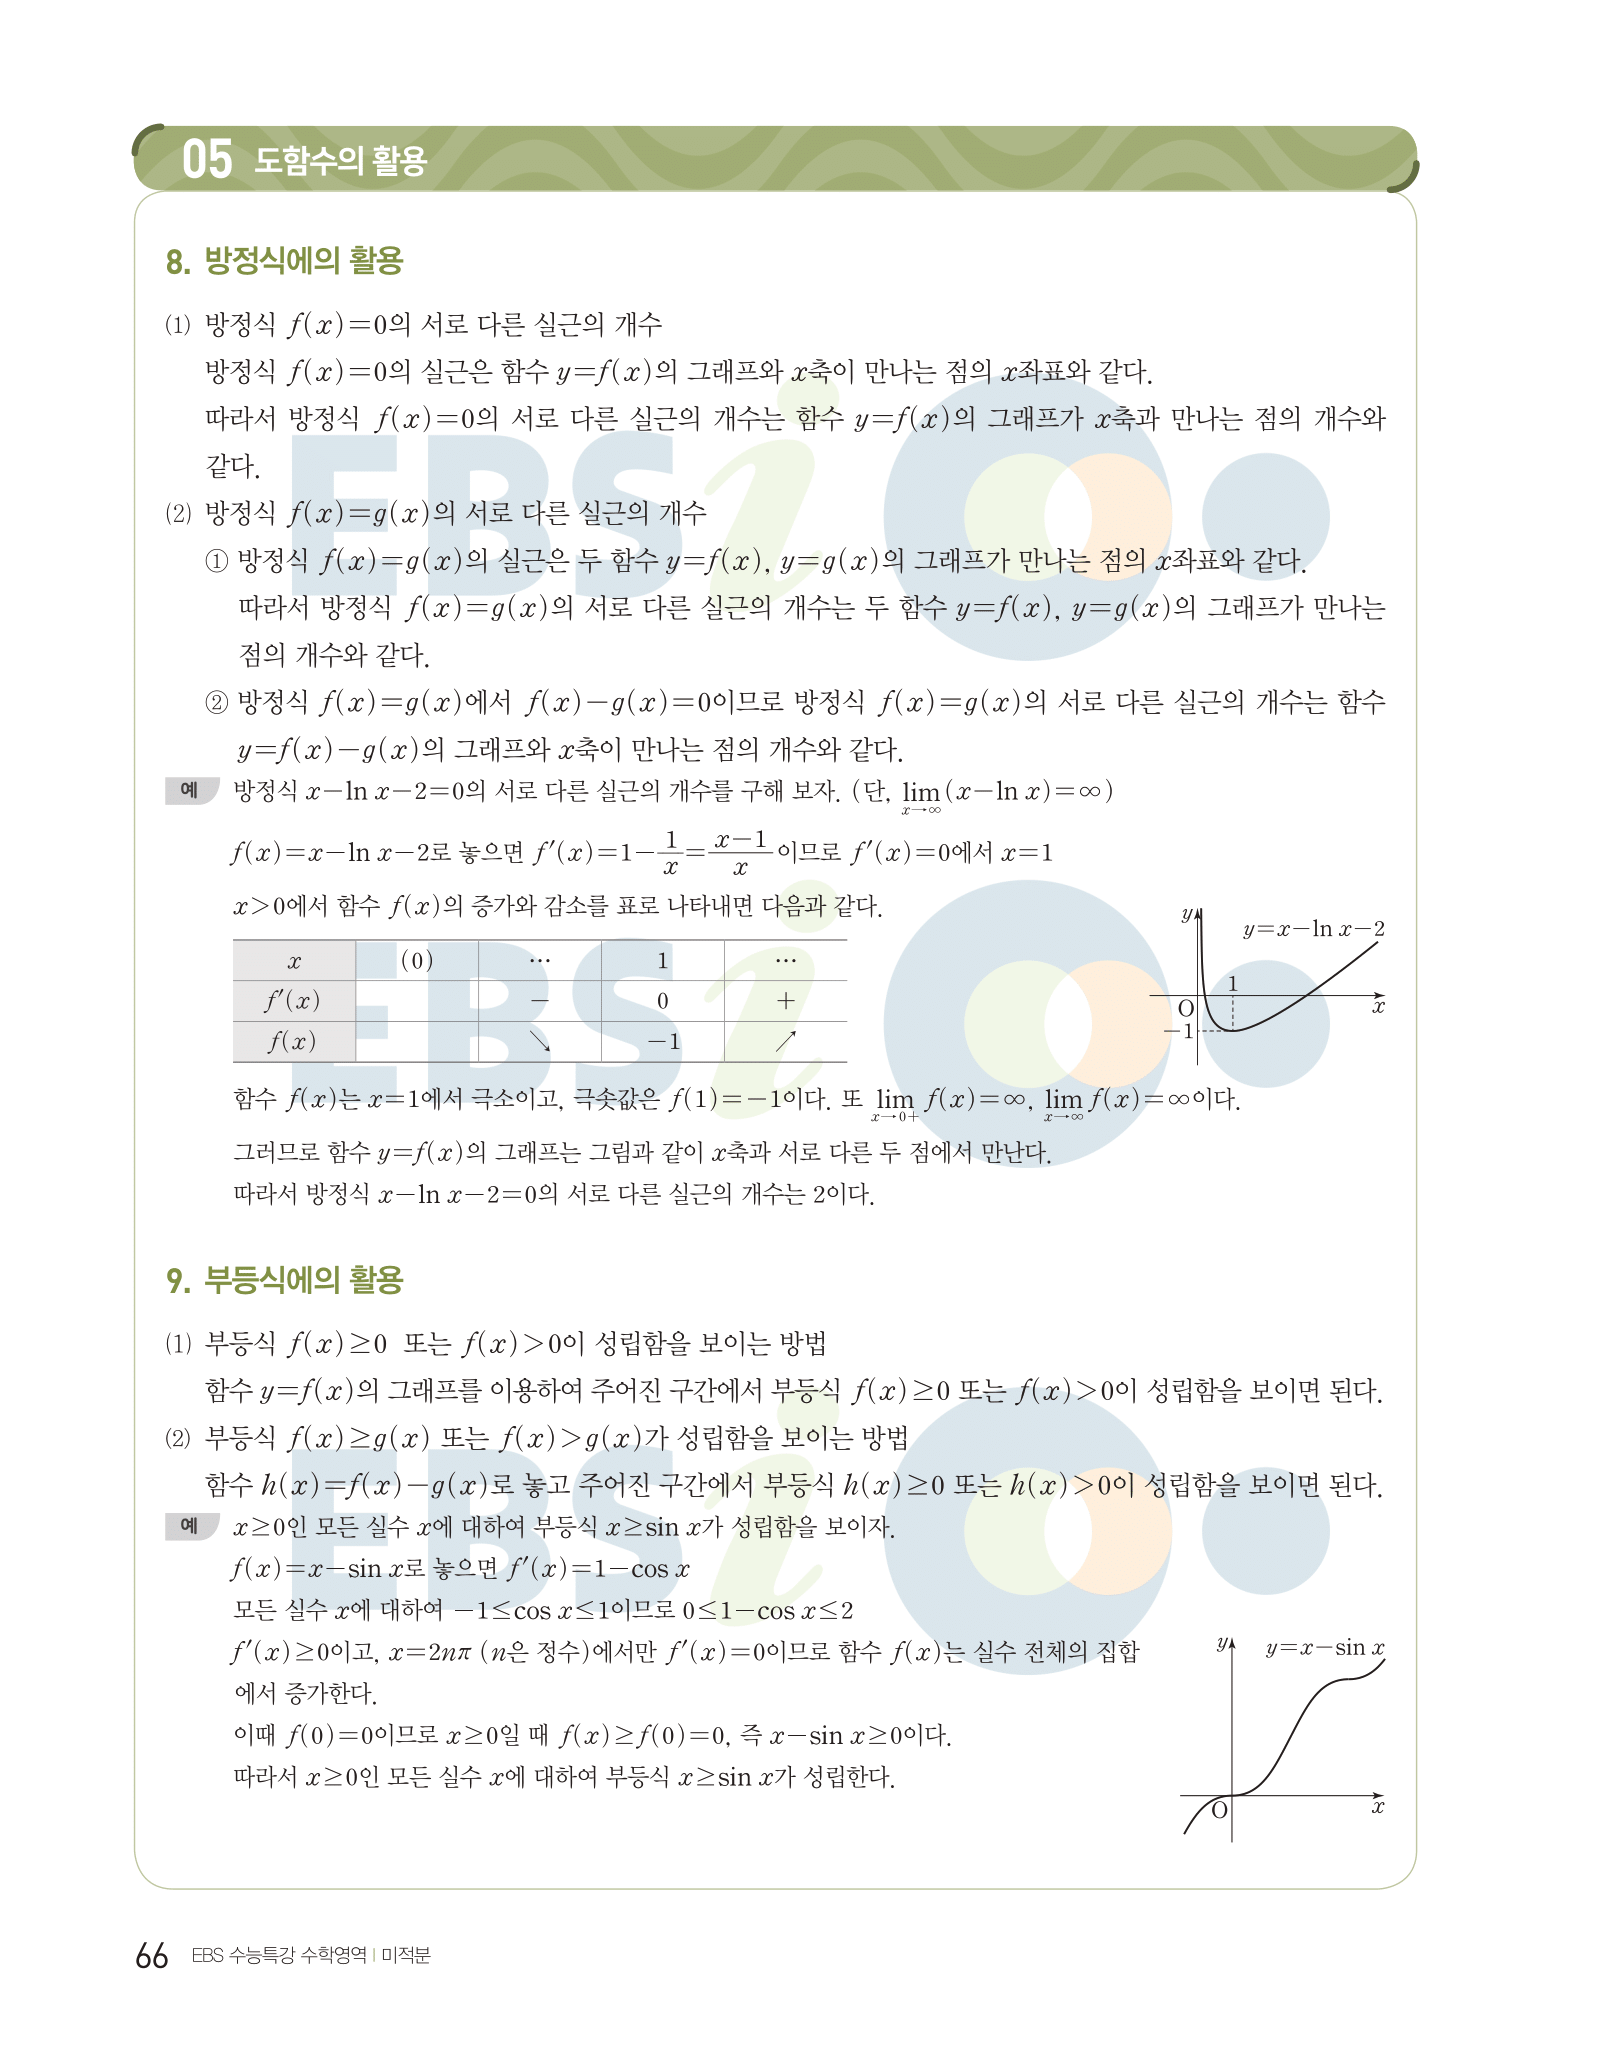 05 도함수의 활용
8. 방정식에의 활용
(1) 방정식 f(x)=0의 서로 다른 실근의 개수
방정식 f(x)=0의 실근은 함수 y=f(x)의 그래프와 x축이 만나는 점의 x좌표와 같다.
따라서 방정식 f(x)=0의 서로 다른 실근의 개수는 함수 y=f(x)의 그래프가 x축과 만나는 점의 개수와
같다.
(2) 방정식 f(x)=g(x)의 서로 다른 실근의 개수
① 방정식 f(x)=g(x)의 실근은 두 함수 y=f(x), y=g(x)의 그래프가 만나는 점의 x좌표와 같다.
따라서 방정식 f(x)=g(x)의 서로 다른 실근의 개수는 두 함수 y=f(x), y=g(x)의 그래프가 만나는
점의 개수와 같다.
② 방정식 f(x)=g(x)에서 f(x)-g(x)=0이므로 방정식 f(x)=g(x)의 서로 다른 실근의 개수는 함수
y=f(x)-g(x)의 그래프와 x축이 만나는 점의 개수와 같다.
예 방정식 x-ln x-2=0의 서로 다른 실근의 개수를 구해 보자. (단, lim_{x→∞}(x-ln x)=∞)
f(x)=x-ln x-2로 놓으면 f′(x)=1-1/x=(x-1)/x이므로 f′(x)=0에서 x=1
x>0에서 함수 f(x)의 증가와 감소를 표로 나타내면 다음과 같다.
x (0) … 1 …
f′(x) - 0 +
f(x) ↘ -1 ↗
y y=x-ln x-2
1
O x
-1
함수 f(x)는 x=1에서 극소이고, 극솟값은 f(1)=-1이다. 또 lim_{x→0+} f(x)=∞, lim_{x→∞} f(x)=∞이다.
그러므로 함수 y=f(x)의 그래프는 그림과 같이 x축과 서로 다른 두 점에서 만난다.
따라서 방정식 x-ln x-2=0의 서로 다른 실근의 개수는 2이다.
9. 부등식에의 활용
(1) 부등식 f(x)≥0 또는 f(x)>0이 성립함을 보이는 방법
함수 y=f(x)의 그래프를 이용하여 주어진 구간에서 부등식 f(x)≥0 또는 f(x)>0이 성립함을 보이면 된다.
(2) 부등식 f(x)≥g(x) 또는 f(x)>g(x)가 성립함을 보이는 방법
함수 h(x)=f(x)-g(x)로 놓고 주어진 구간에서 부등식 h(x)≥0 또는 h(x)>0이 성립함을 보이면 된다.
예 x≥0인 모든 실수 x에 대하여 부등식 x≥sin x가 성립함을 보이자.
f(x)=x-sin x로 놓으면 f′(x)=1-cos x
모든 실수 x에 대하여 -1≤cos x≤1이므로 0≤1-cos x≤2
f′(x)≥0이고, x=2nπ (n은 정수)에서만 f′(x)=0이므로 함수 f(x)는 실수 전체의 집합
에서 증가한다.
이때 f(0)=0이므로 x≥0일 때 f(x)≥f(0)=0, 즉 x-sin x≥0이다.
따라서 x≥0인 모든 실수 x에 대하여 부등식 x≥sin x가 성립한다.
y y=x-sin x
O x
EBSi
EBSi
EBSi
66 EBS 수능특강 수학영역 | 미적분